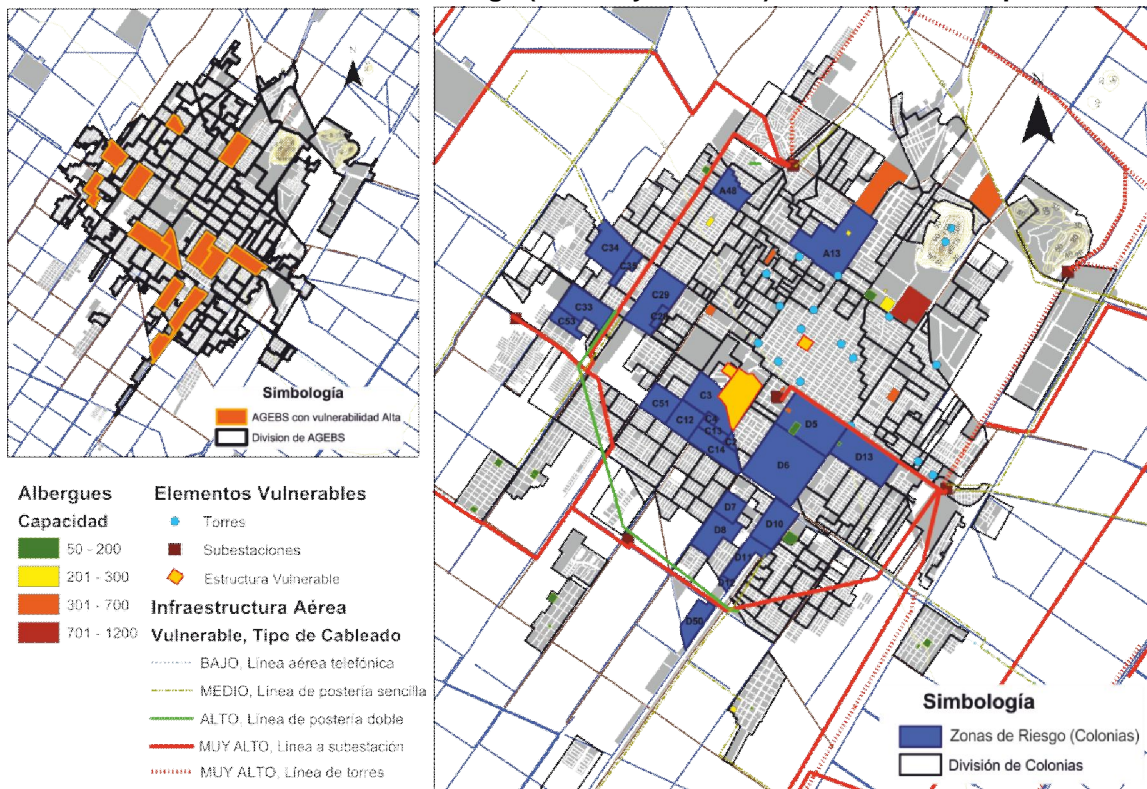 Simbología
AGEBS con vulnerabilidad Alta
Division de AGEBS
Albergues
Capacidad
50 - 200
201 - 300
301 - 700
701 - 1200
Elementos Vulnerables
Torres
Subestaciones
Estructura Vulnerable
Infraestructura Aérea
Vulnerable, Tipo de Cableado
BAJO, Línea aérea telefónica
MEDIO, Línea de postería sencilla
ALTO, Línea de postería doble
MUY ALTO, Línea a subestación
MUY ALTO, Línea de torres
A48
A13
C34
C29
C33
C53
C3
C51
C12
C13
C14
D5
D6
D13
D7
D8
D10
D11
D50
Simbología
Zonas de Riesgo (Colonias)
División de Colonias